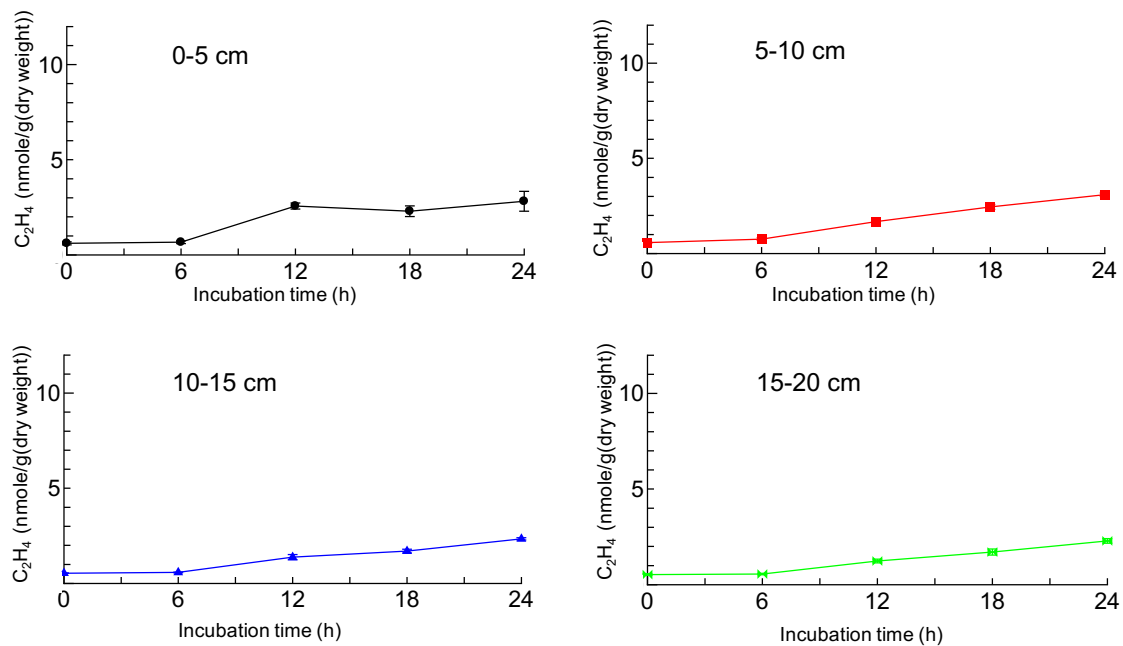 0-5 cm
C₂H₄ (nmole/g(dry weight))
10
5
0 6 12 18 24
Incubation time (h)
5-10 cm
C₂H₄ (nmole/g(dry weight))
10
5
0 6 12 18 24
Incubation time (h)
10-15 cm
C₂H₄ (nmole/g(dry weight))
10
5
0 6 12 18 24
Incubation time (h)
15-20 cm
C₂H₄ (nmole/g(dry weight))
10
5
0 6 12 18 24
Incubation time (h)